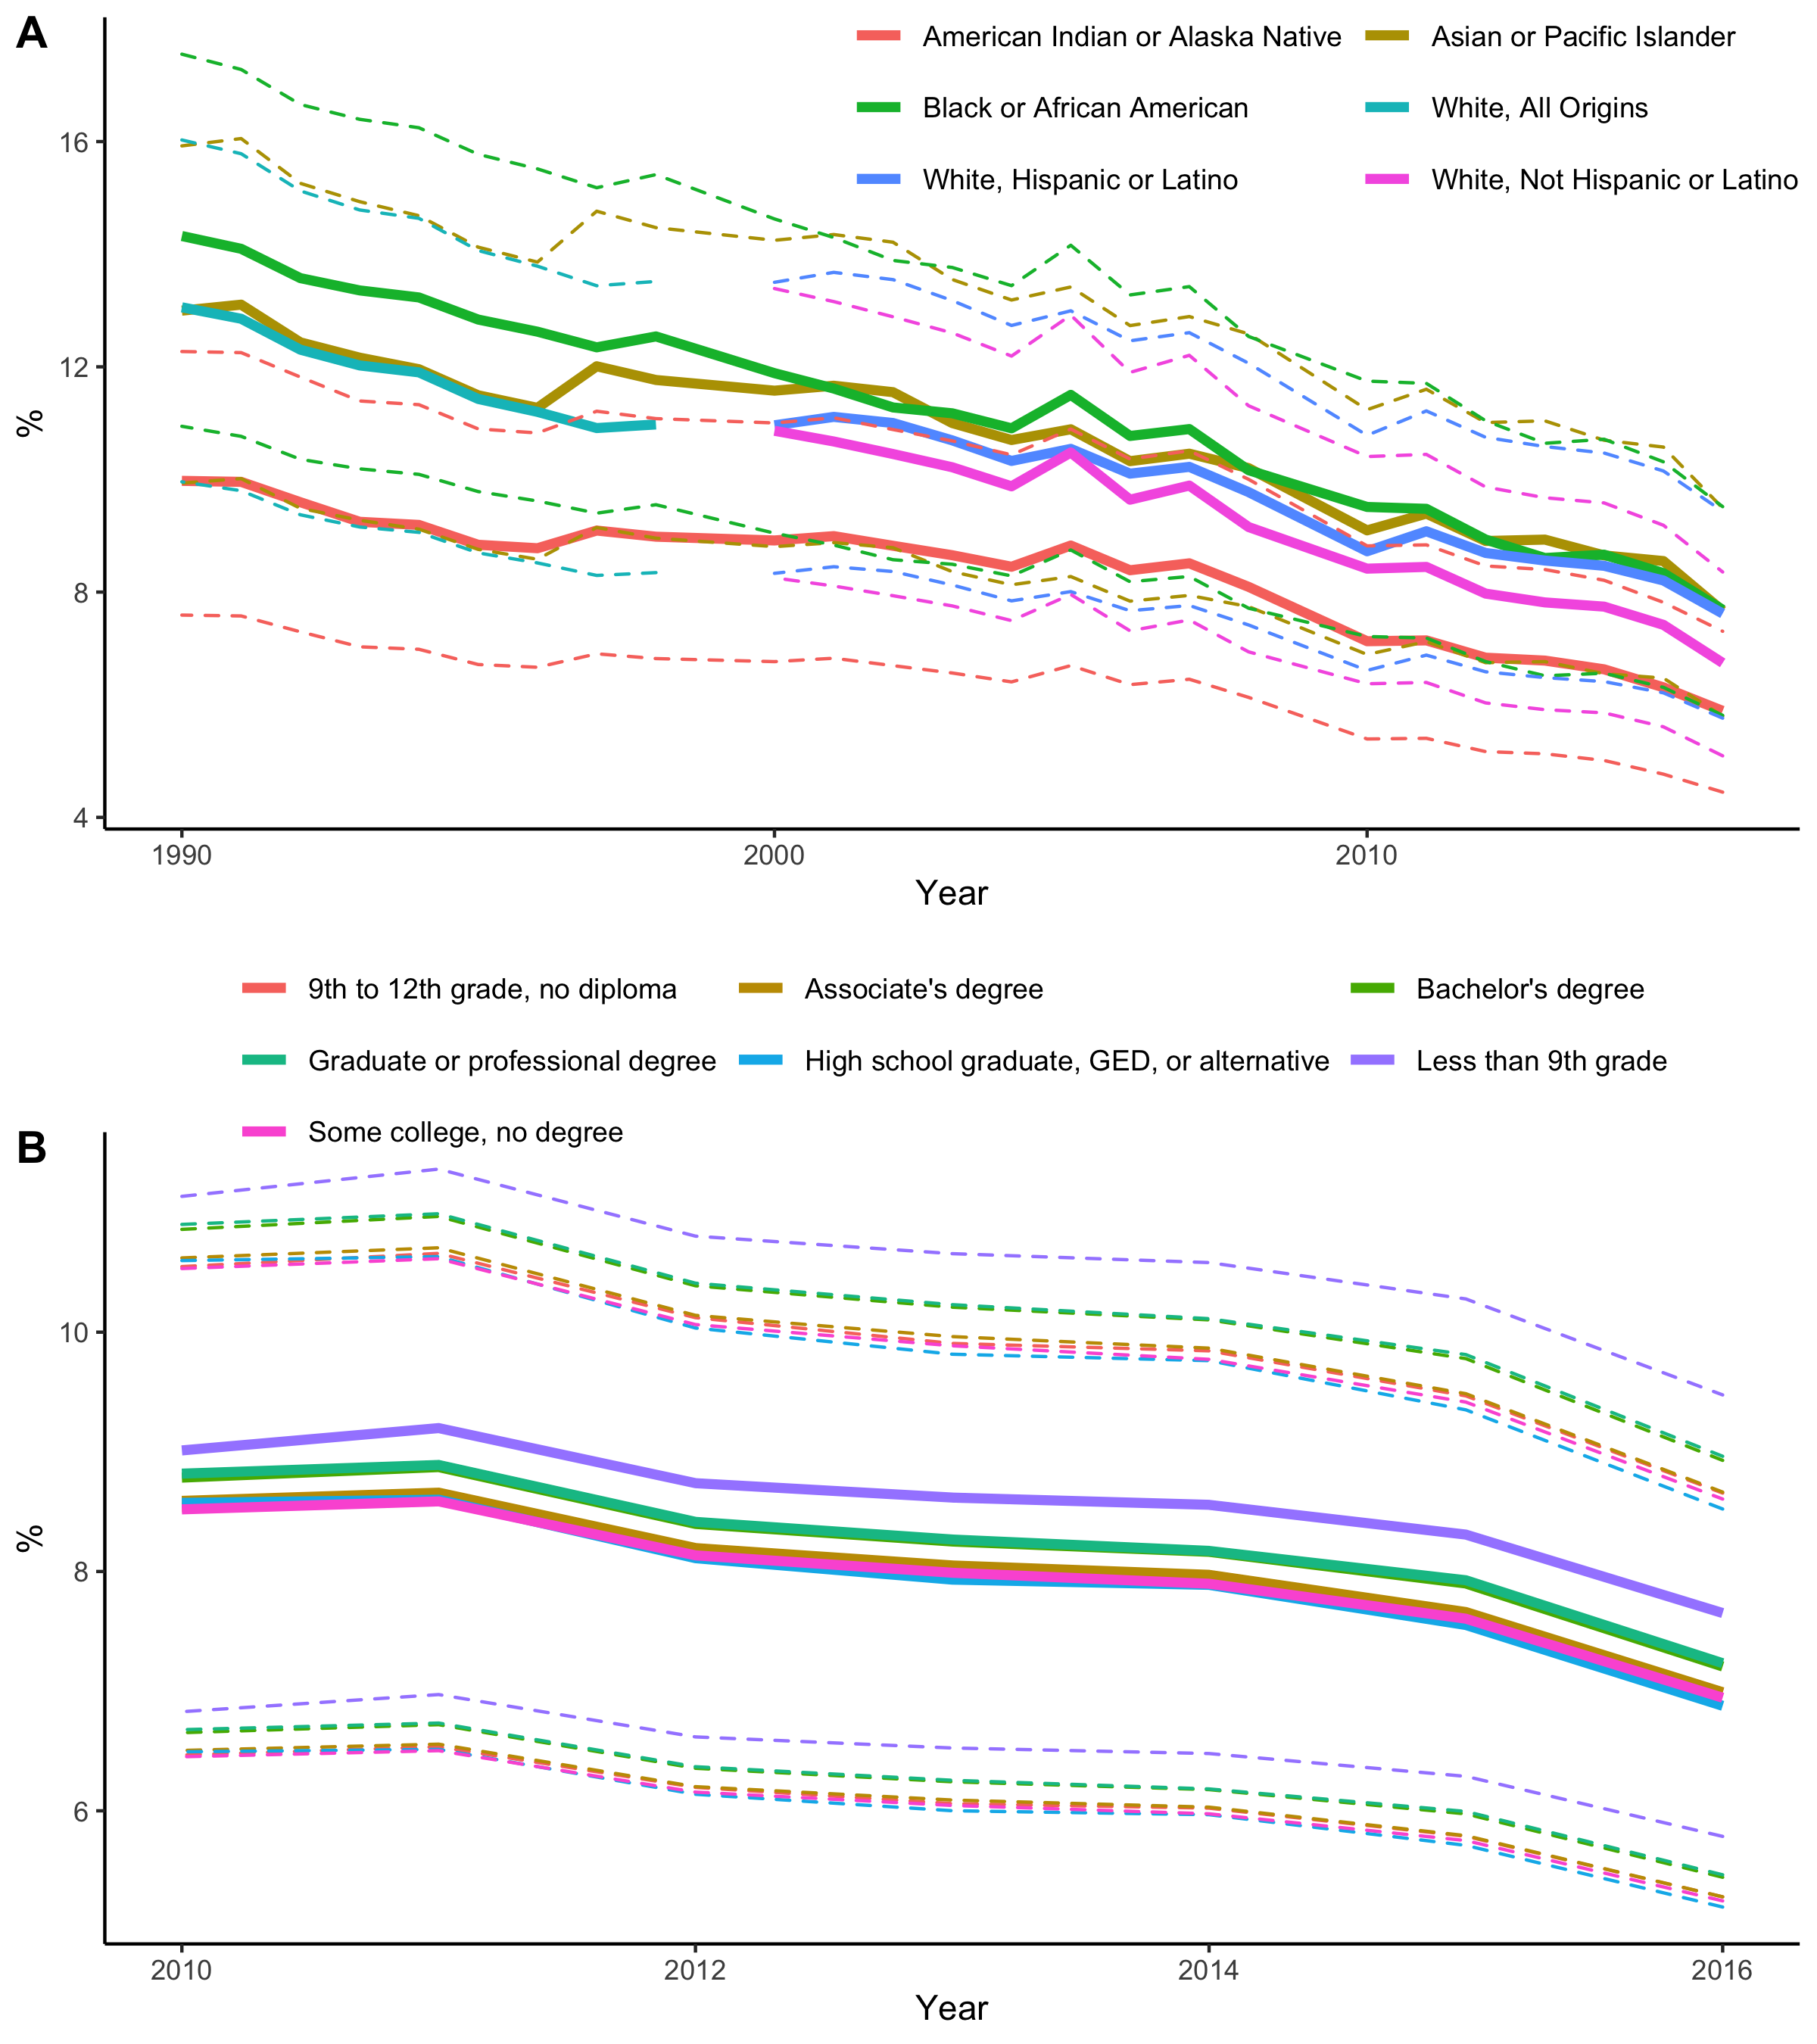 A
American Indian or Alaska Native
Asian or Pacific Islander
Black or African American
White, All Origins
White, Hispanic or Latino
White, Not Hispanic or Latino
16
12
8
4
%
1990
2000
2010
Year
9th to 12th grade, no diploma
Associate's degree
Bachelor's degree
Graduate or professional degree
High school graduate, GED, or alternative
Less than 9th grade
Some college, no degree
B
10
8
6
%
2010
2012
2014
2016
Year